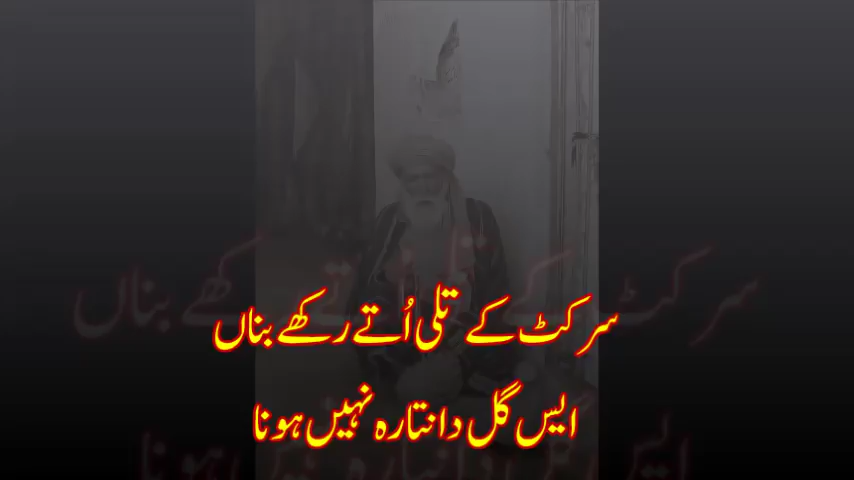 سر کٹ کے تلی اُتے رکھے بناں
ایس گل دا نتارہ نہیں ہونا